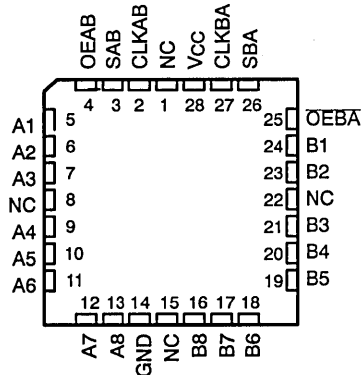 OEAB SAB CLKAB NC VCC CLKBA SBA
4 3 2 1 28 27 26
A1 5 25 OEBA
A2 6 24 B1
A3 7 23 B2
NC 8 22 NC
A4 9 21 B3
A5 10 20 B4
A6 11 19 B5
12 13 14 15 16 17 18
A7 A8 GND NC B8 B7 B6